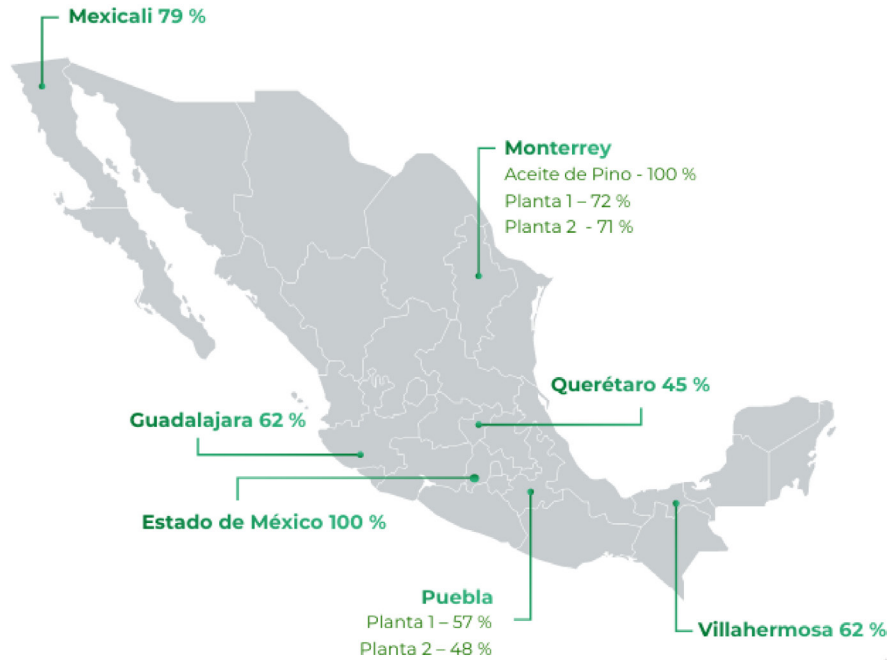 Mexicali 79 %
Monterrey
Aceite de Pino - 100 %
Planta 1 – 72 %
Planta 2 - 71 %
Querétaro 45 %
Guadalajara 62 %
Estado de México 100 %
Puebla
Planta 1 – 57 %
Planta 2 – 48 %
Villahermosa 62 %